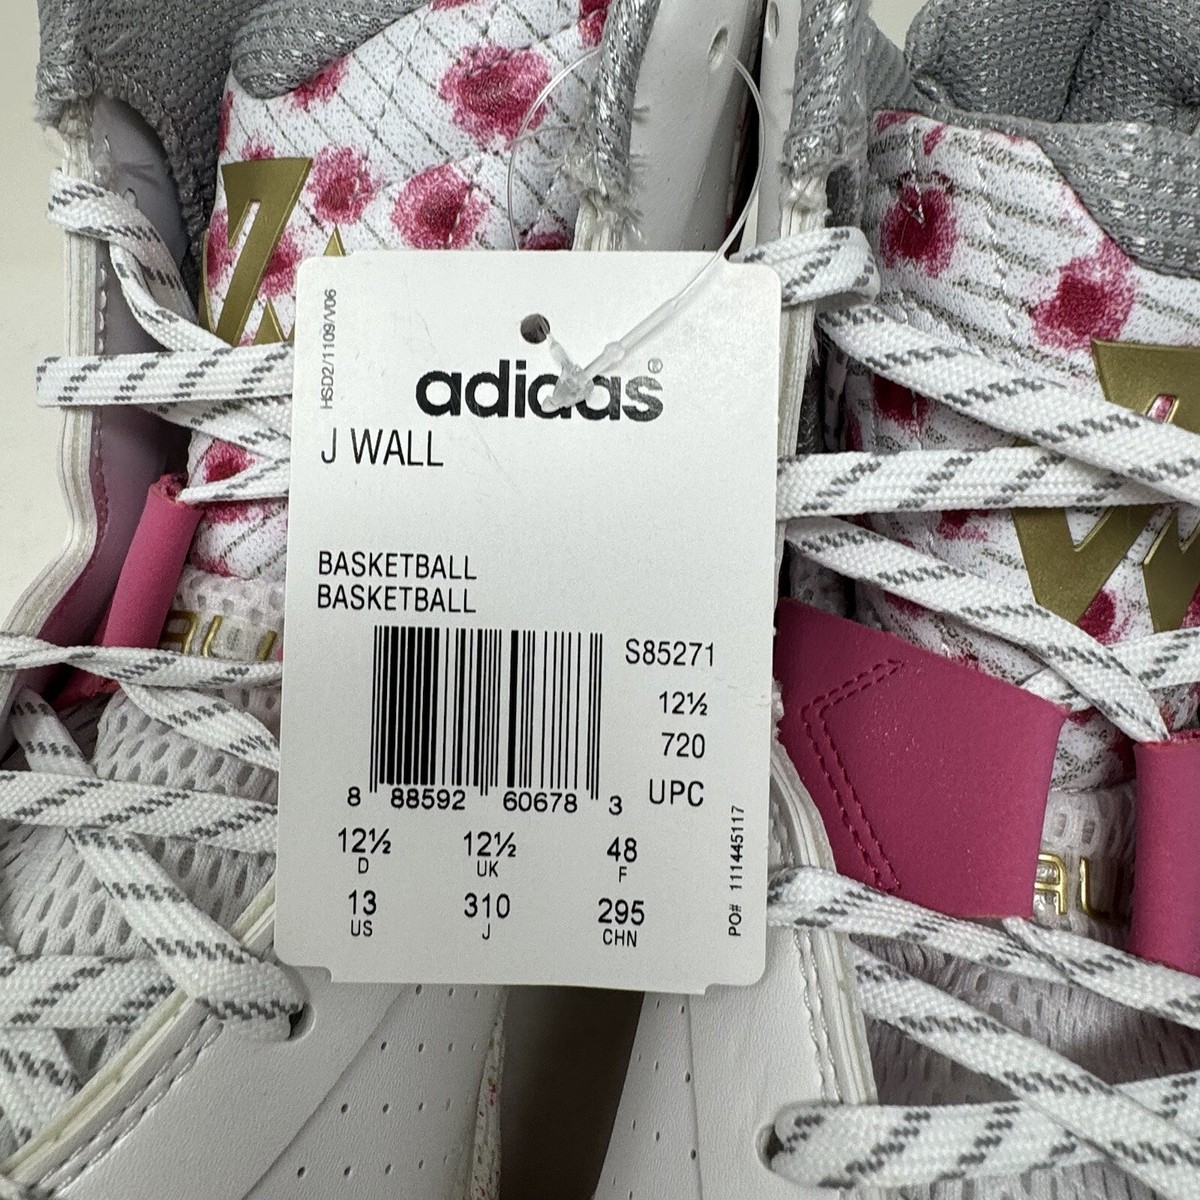 HSD2/1109/V06
adidas®
J WALL
BASKETBALL
BASKETBALL
S85271
12½
720
UPC
8 88592 60678 3
12½ 12½ 48
D UK F
13 310 295
US J CHN
PO# 111445117